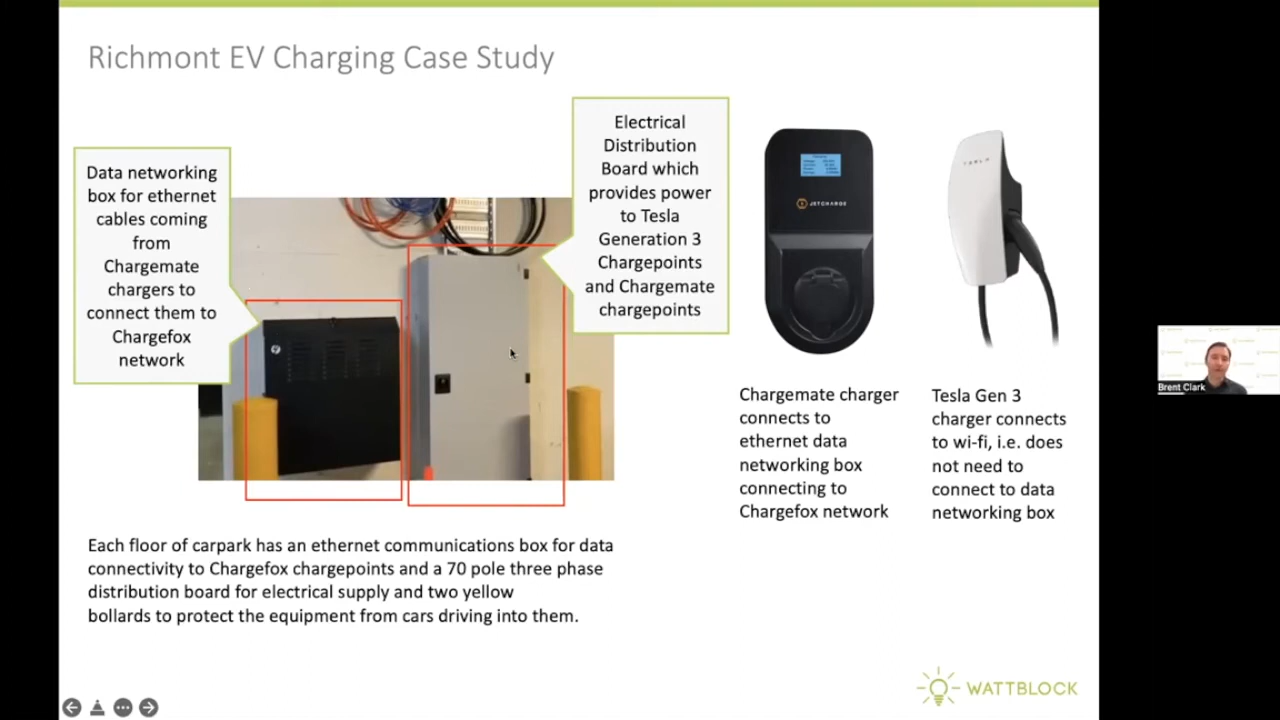 Richmont EV Charging Case Study
Data networking
box for ethernet
cables coming
from
Chargemate
chargers to
connect them to
Chargefox
network
Electrical
Distribution
Board which
provides power
to Tesla
Generation 3
Chargepoints
and Chargemate
chargepoints
JETCHARGE
TESLA
Chargemate charger
connects to
ethernet data
networking box
connecting to
Chargefox network
Tesla Gen 3
charger connects
to wi-fi, i.e. does
not need to
connect to data
networking box
Each floor of carpark has an ethernet communications box for data
connectivity to Chargefox chargepoints and a 70 pole three phase
distribution board for electrical supply and two yellow
bollards to protect the equipment from cars driving into them.
WATTBLOCK
Brent Clark